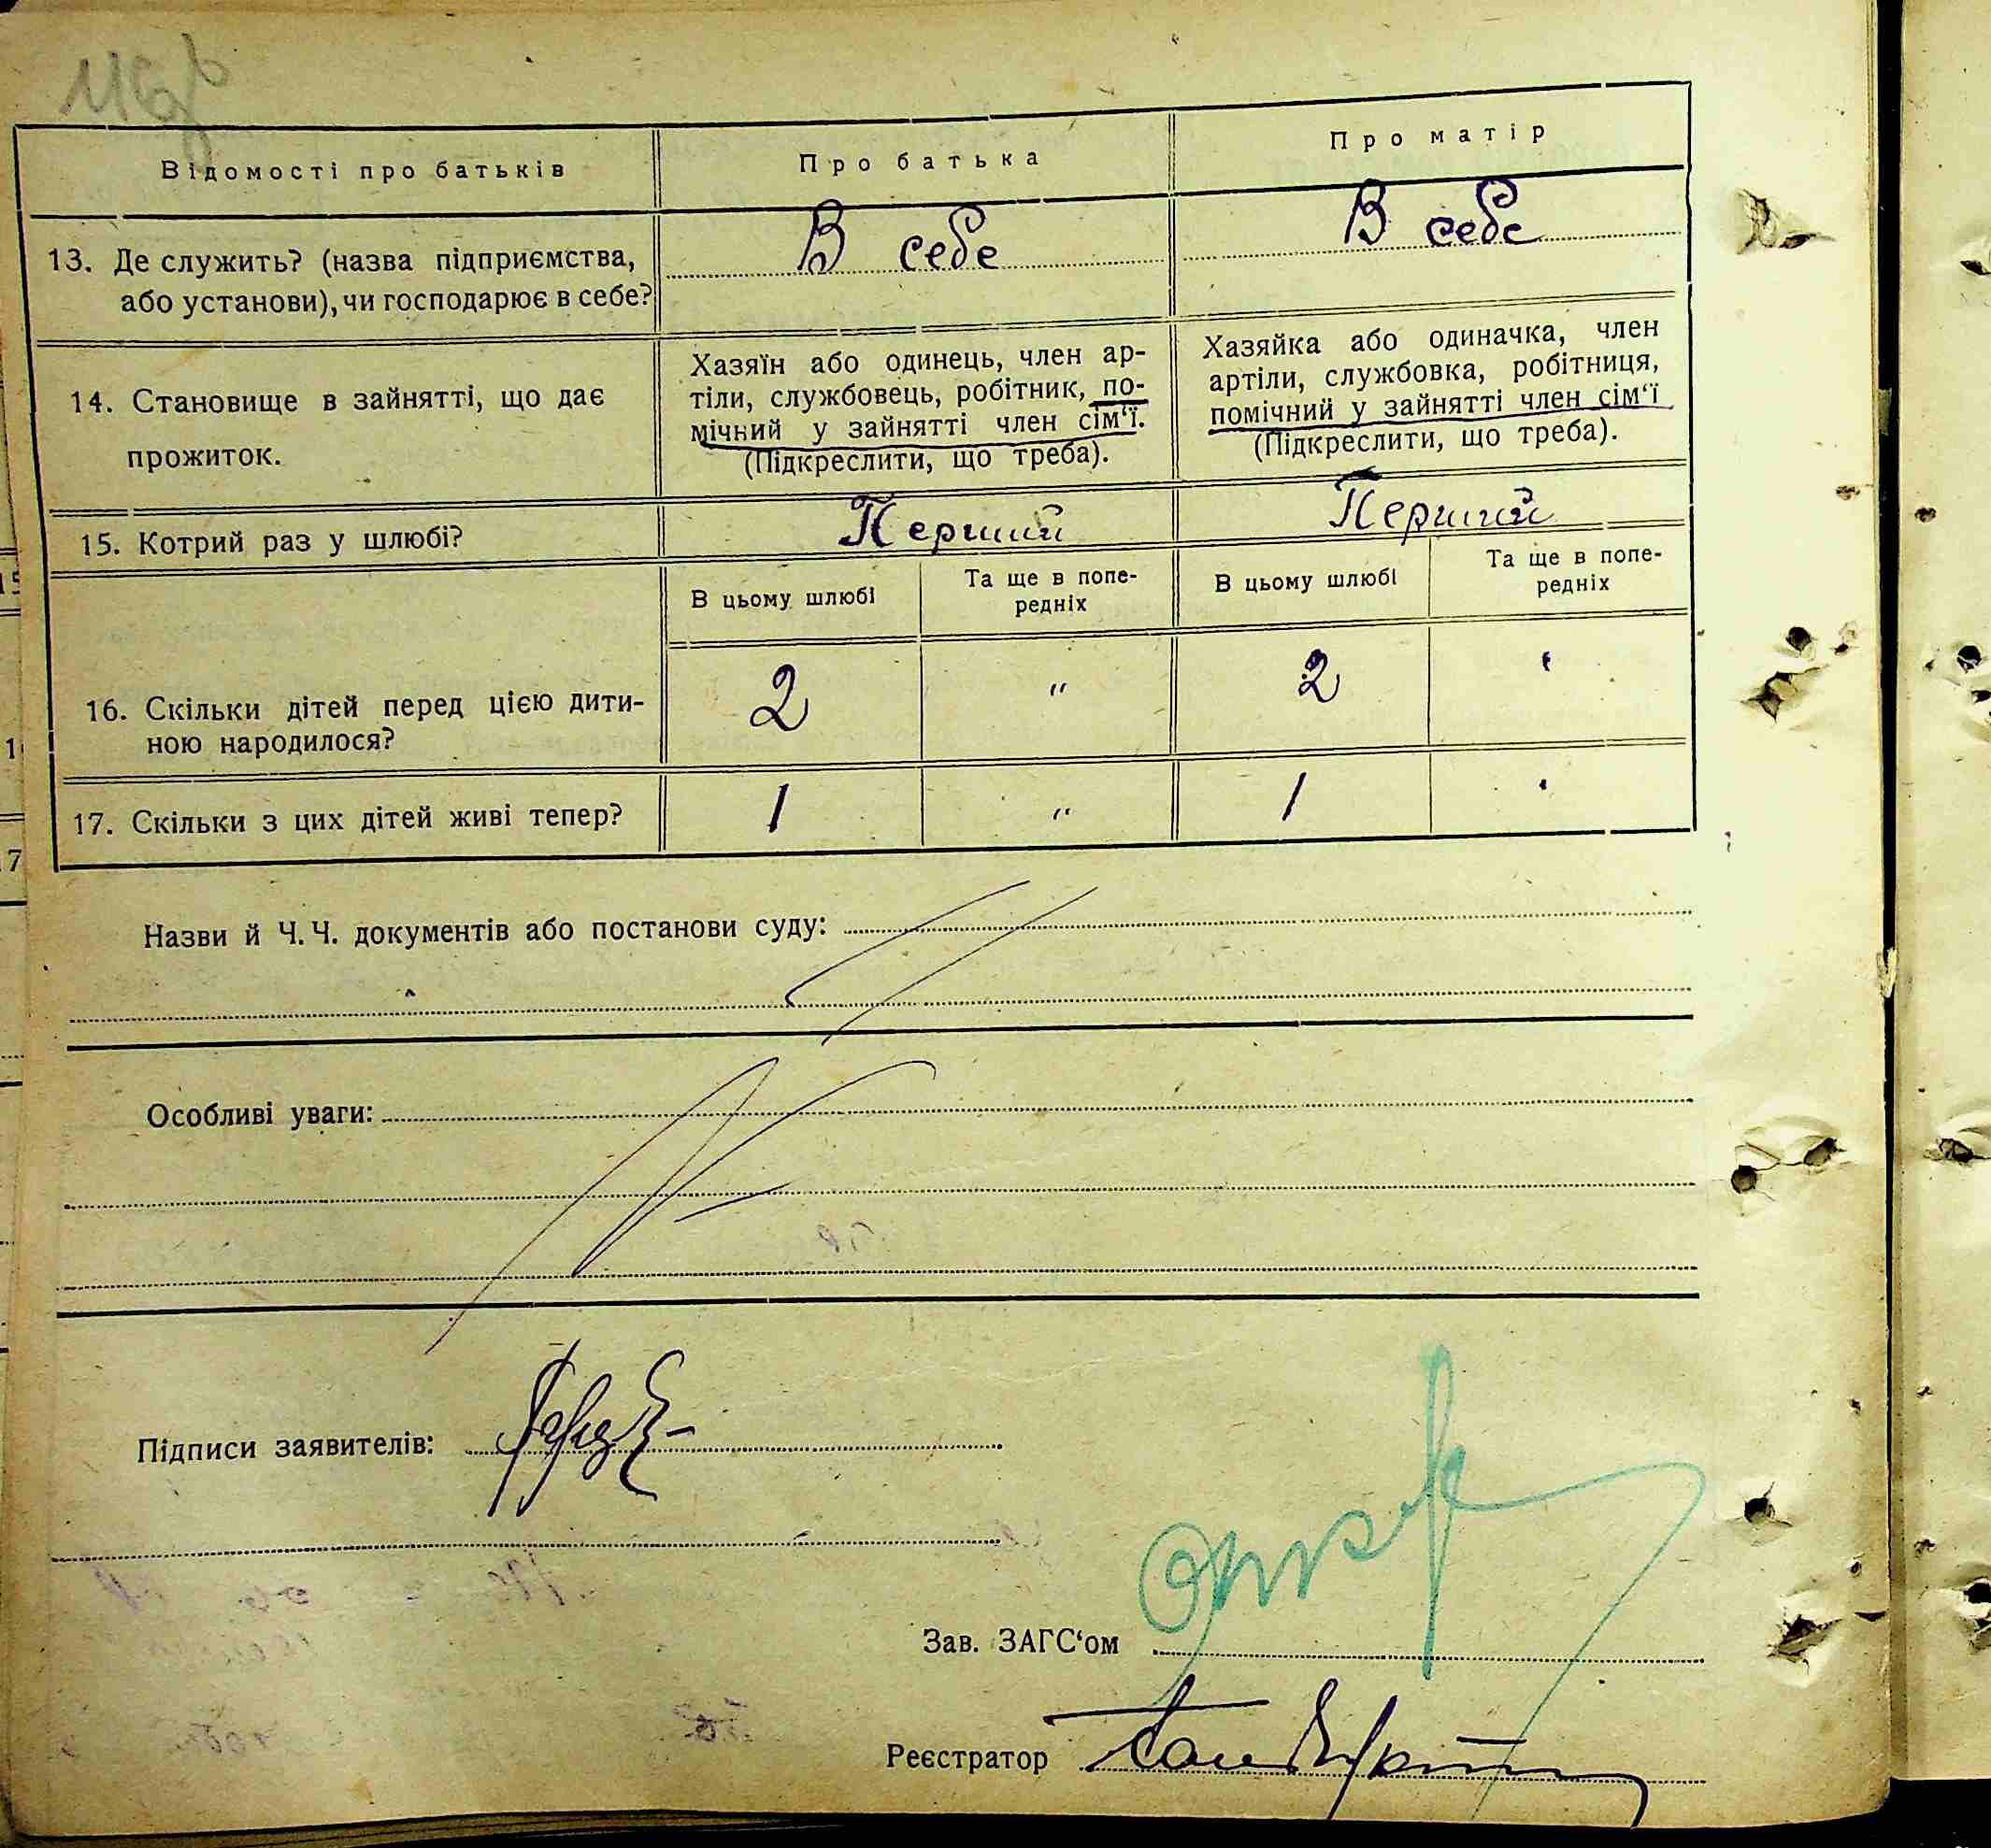 Відомості про батьків
Про батька
Про матір
13. Де служить? (назва підприємства,
або установи), чи господарює в себе?
В себе
В себе
14. Становище в зайнятті, що дає
прожиток.
Хазяїн або одинець, член ар-
тіли, службовець, робітник, по-
мічний у зайнятті член сім‘ї.
(Підкреслити, що треба).
Хазяйка або одиначка, член
артіли, службовка, робітниця,
помічний у зайнятті член сім‘ї
(Підкреслити, що треба).
15. Котрий раз у шлюбі?
Перший
Перший
В цьому шлюбі
Та ще в попе-
редніх
В цьому шлюбі
Та ще в попе-
редніх
16. Скільки дітей перед цією дити-
ною народилося?
2
"
2
17. Скільки з цих дітей живі тепер?
1
"
1
Назви й Ч. Ч. документів або постанови суду:
Особливі уваги:
Підписи заявителів:
Зав. ЗАГС‘ом
Реєстратор